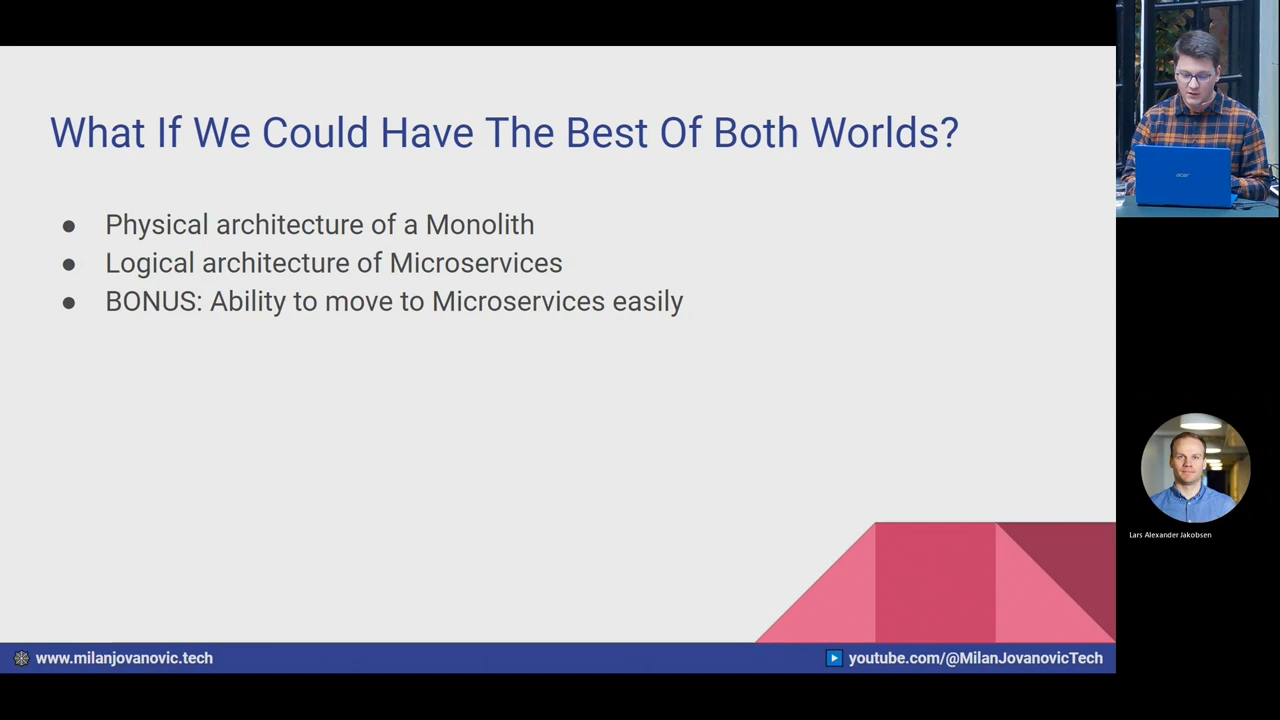 What If We Could Have The Best Of Both Worlds?
● Physical architecture of a Monolith
● Logical architecture of Microservices
● BONUS: Ability to move to Microservices easily
www.milanjovanovic.tech
youtube.com/@MilanJovanovicTech
acer
Lars Alexander Jakobsen